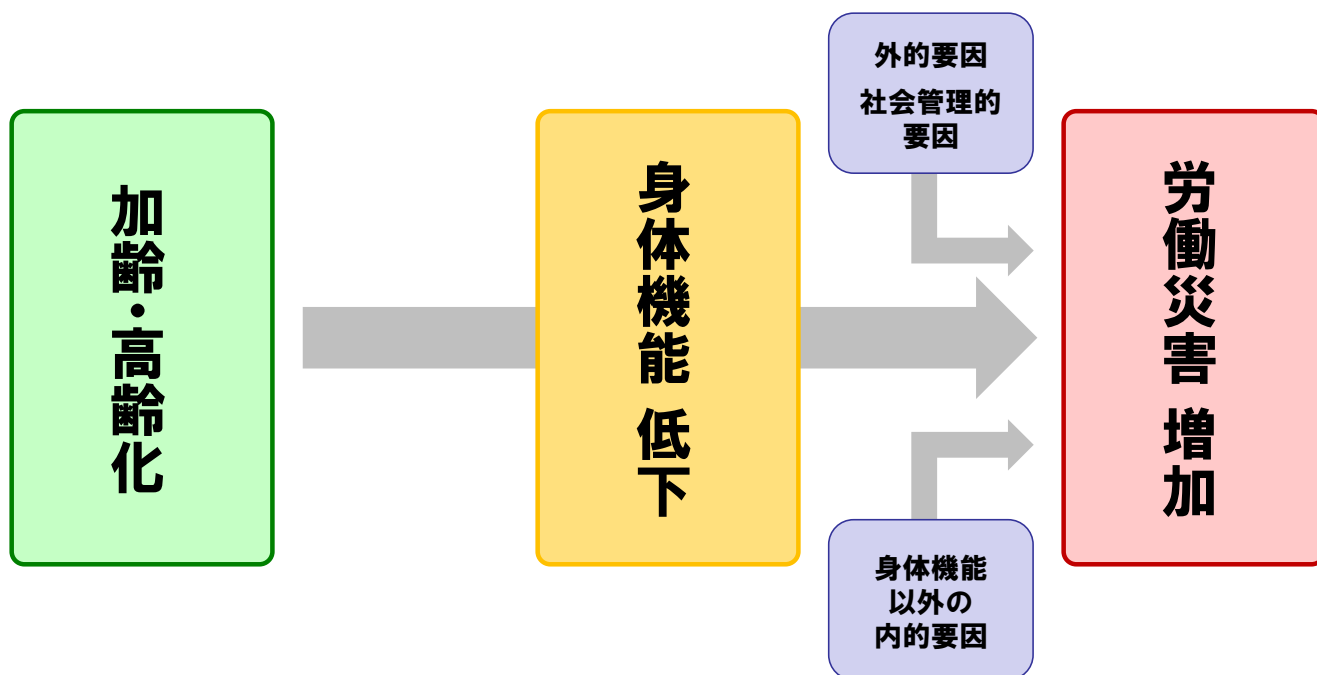 加齢・高齢化
身体機能 低下
外的要因
社会管理的
要因
身体機能
以外の
内的要因
労働災害 増加